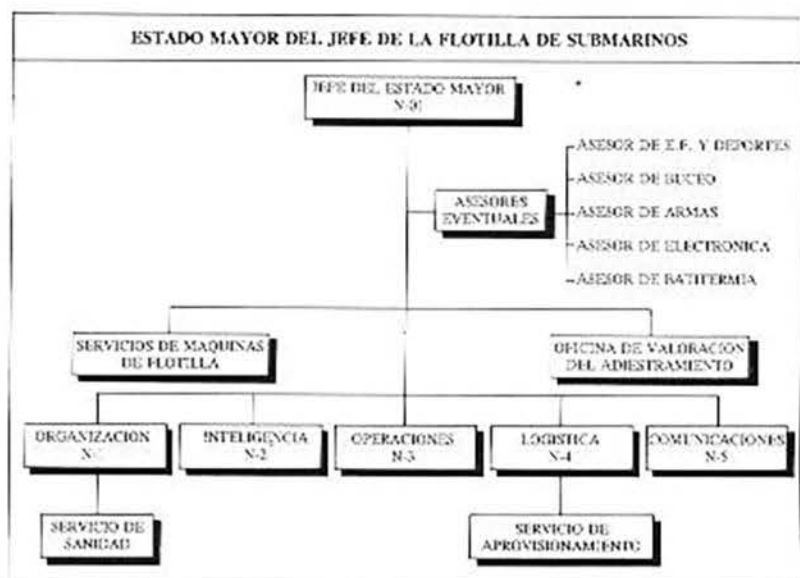 ESTADO MAYOR DEL JEFE DE LA FLOTILLA DE SUBMARINOS
JEFE DEL ESTADO MAYOR
N-01
ASESORES
EVENTUALES
ASESOR DE E.F. Y DEPORTES
ASESOR DE BUCEO
ASESOR DE ARMAS
ASESOR DE ELECTRONICA
ASESOR DE BATITERMIA
SERVICIOS DE MAQUINAS
DE FLOTILLA
OFICINA DE VALORACION
DEL ADIESTRAMIENTO
ORGANIZACION
N-1
INTELIGENCIA
N-2
OPERACIONES
N-3
LOGISTICA
N-4
COMUNICACIONES
N-5
SERVICIO DE
SANIDAD
SERVICIO DE
APROVISIONAMIENTO